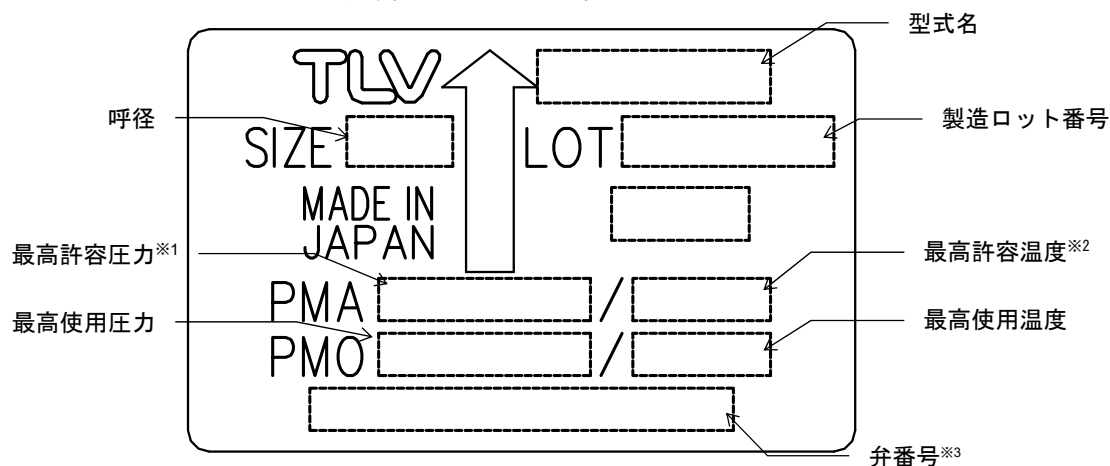 型式名
TLV
呼径
製造ロット番号
SIZE
LOT
MADE IN
JAPAN
最高許容圧力※1
最高許容温度※2
PMA /
最高使用圧力
最高使用温度
PMO /
弁番号※3